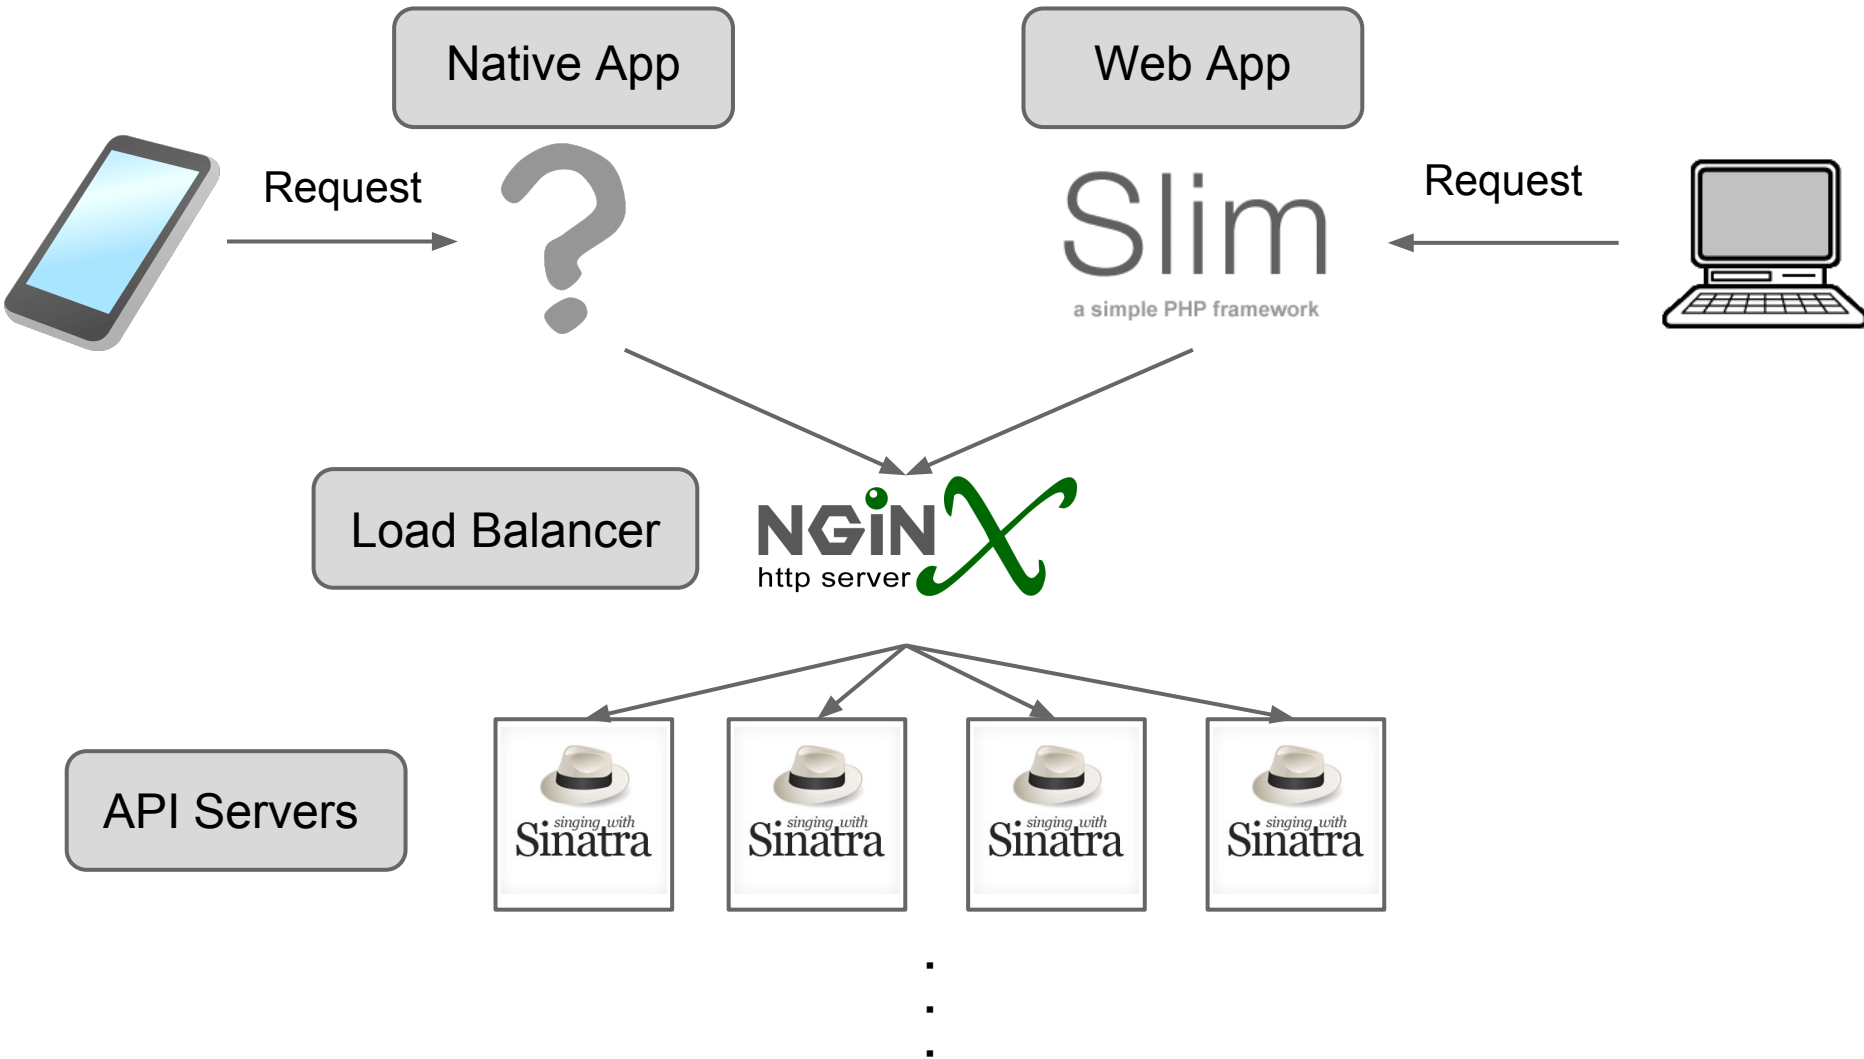 Native App
Web App
Request
?
Slim
a simple PHP framework
Request
Load Balancer
NGiNX
http server
API Servers
singing with
Sinatra
singing with
Sinatra
singing with
Sinatra
singing with
Sinatra
.
.
.